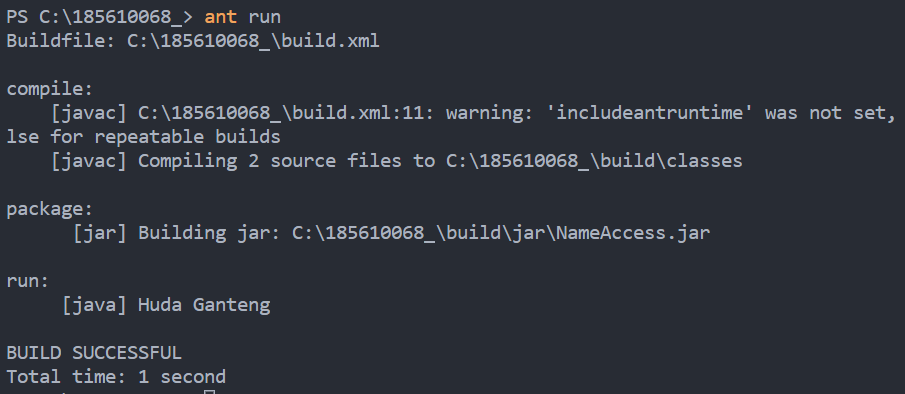 PS C:\185610068_> ant run
Buildfile: C:\185610068_\build.xml
compile:
[javac] C:\185610068_\build.xml:11: warning: 'includeantruntime' was not set,
lse for repeatable builds
[javac] Compiling 2 source files to C:\185610068_\build\classes
package:
[jar] Building jar: C:\185610068_\build\jar\NameAccess.jar
run:
[java] Huda Ganteng
BUILD SUCCESSFUL
Total time: 1 second